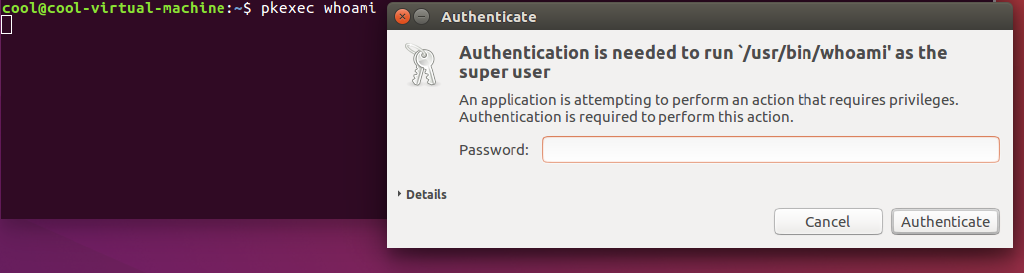 cool@cool-virtual-machine:~$ pkexec whoami
Authenticate
Authentication is needed to run `/usr/bin/whoami' as the
super user
An application is attempting to perform an action that requires privileges.
Authentication is required to perform this action.
Password:
Details
Cancel
Authenticate